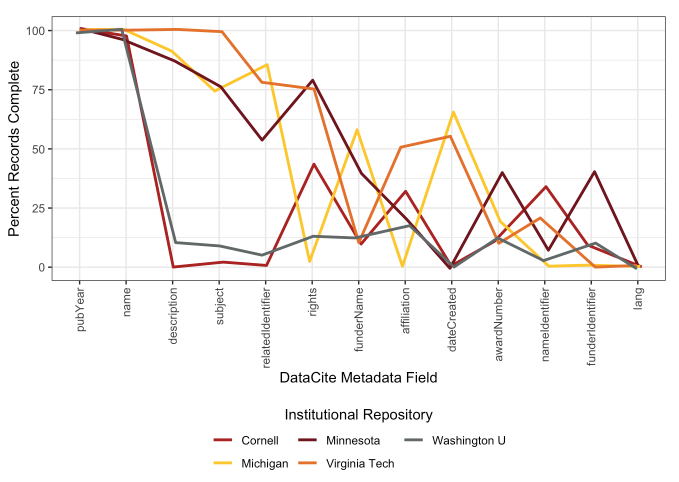 Percent Records Complete
100
75
50
25
0
pubYear
name
description
subject
relatedIdentifier
rights
funderName
affiliation
dateCreated
awardNumber
nameIdentifier
funderIdentifier
lang
DataCite Metadata Field
Institutional Repository
Cornell Minnesota Washington U
Michigan Virginia Tech